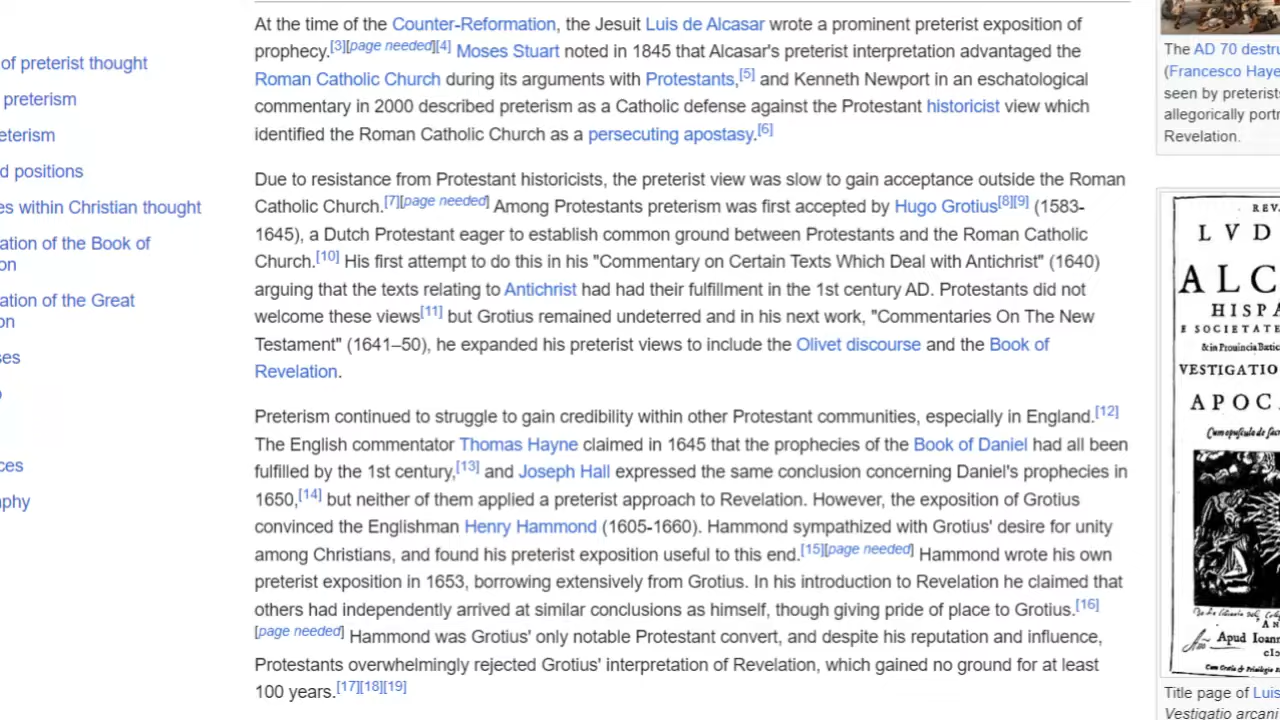 of preterist thought
preterism
eterism
d positions
es within Christian thought
ation of the Book of
on
ation of the Great
on
ses
ces
phy
At the time of the Counter-Reformation, the Jesuit Luis de Alcasar wrote a prominent preterist exposition of
prophecy.[3][page needed][4] Moses Stuart noted in 1845 that Alcasar's preterist interpretation advantaged the
Roman Catholic Church during its arguments with Protestants,[5] and Kenneth Newport in an eschatological
commentary in 2000 described preterism as a Catholic defense against the Protestant historicist view which
identified the Roman Catholic Church as a persecuting apostasy.[6]
Due to resistance from Protestant historicists, the preterist view was slow to gain acceptance outside the Roman
Catholic Church.[7][page needed] Among Protestants preterism was first accepted by Hugo Grotius[8][9] (1583-
1645), a Dutch Protestant eager to establish common ground between Protestants and the Roman Catholic
Church.[10] His first attempt to do this in his "Commentary on Certain Texts Which Deal with Antichrist" (1640)
arguing that the texts relating to Antichrist had had their fulfillment in the 1st century AD. Protestants did not
welcome these views[11] but Grotius remained undeterred and in his next work, "Commentaries On The New
Testament" (1641–50), he expanded his preterist views to include the Olivet discourse and the Book of
Revelation.
Preterism continued to struggle to gain credibility within other Protestant communities, especially in England.[12]
The English commentator Thomas Hayne claimed in 1645 that the prophecies of the Book of Daniel had all been
fulfilled by the 1st century,[13] and Joseph Hall expressed the same conclusion concerning Daniel's prophecies in
1650,[14] but neither of them applied a preterist approach to Revelation. However, the exposition of Grotius
convinced the Englishman Henry Hammond (1605-1660). Hammond sympathized with Grotius' desire for unity
among Christians, and found his preterist exposition useful to this end.[15][page needed] Hammond wrote his own
preterist exposition in 1653, borrowing extensively from Grotius. In his introduction to Revelation he claimed that
others had independently arrived at similar conclusions as himself, though giving pride of place to Grotius.[16]
[page needed] Hammond was Grotius' only notable Protestant convert, and despite his reputation and influence,
Protestants overwhelmingly rejected Grotius' interpretation of Revelation, which gained no ground for at least
100 years.[17][18][19]
The AD 70 destru
(Francesco Haye
seen by preterist
allegorically portr
Revelation.
REVE
LVD
ALC
HISPA
E SOCIETATE
& in Prouincia Bætic
VESTIGATIO
APOC
Apud Ioann
Title page of Luis
Vestigatio arcani